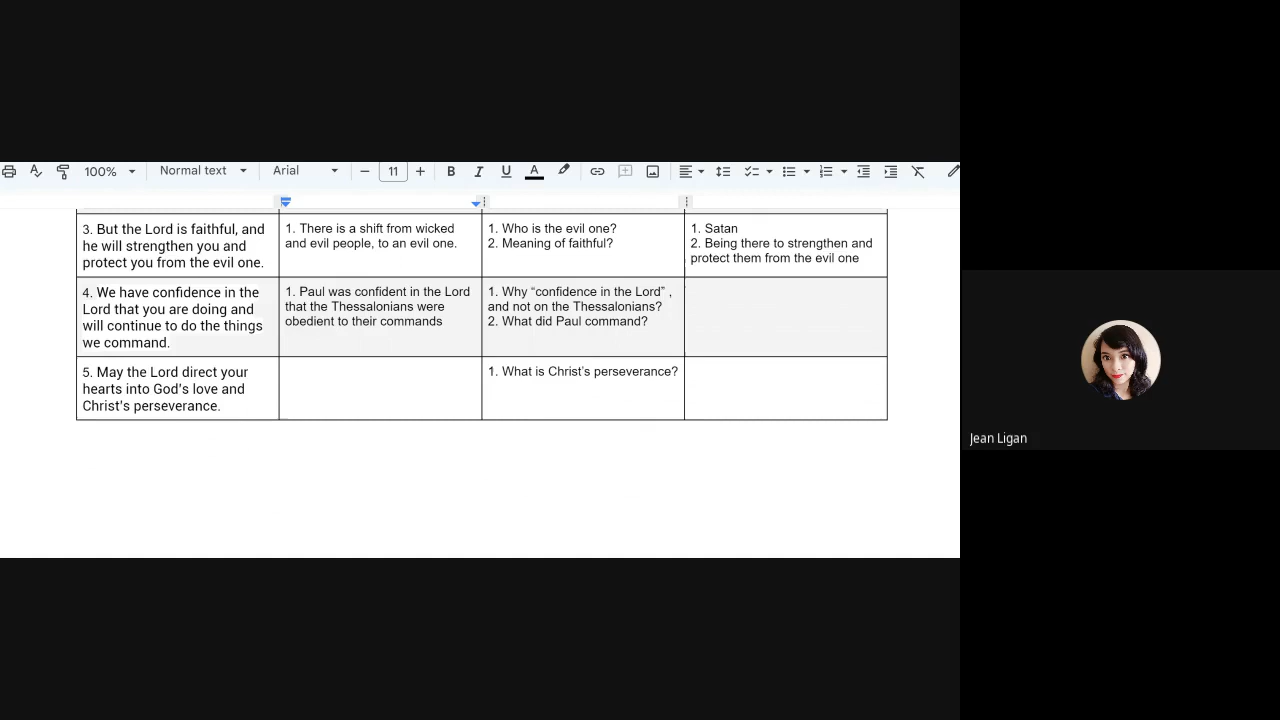 100% Normal text Arial 11 B I U A
3. But the Lord is faithful, and
he will strengthen you and
protect you from the evil one.
1. There is a shift from wicked
and evil people, to an evil one.
1. Who is the evil one?
2. Meaning of faithful?
1. Satan
2. Being there to strengthen and
protect them from the evil one
4. We have confidence in the
Lord that you are doing and
will continue to do the things
we command.
1. Paul was confident in the Lord
that the Thessalonians were
obedient to their commands
1. Why “confidence in the Lord” ,
and not on the Thessalonians?
2. What did Paul command?
5. May the Lord direct your
hearts into God's love and
Christ's perseverance.
1. What is Christ's perseverance?
Jean Ligan